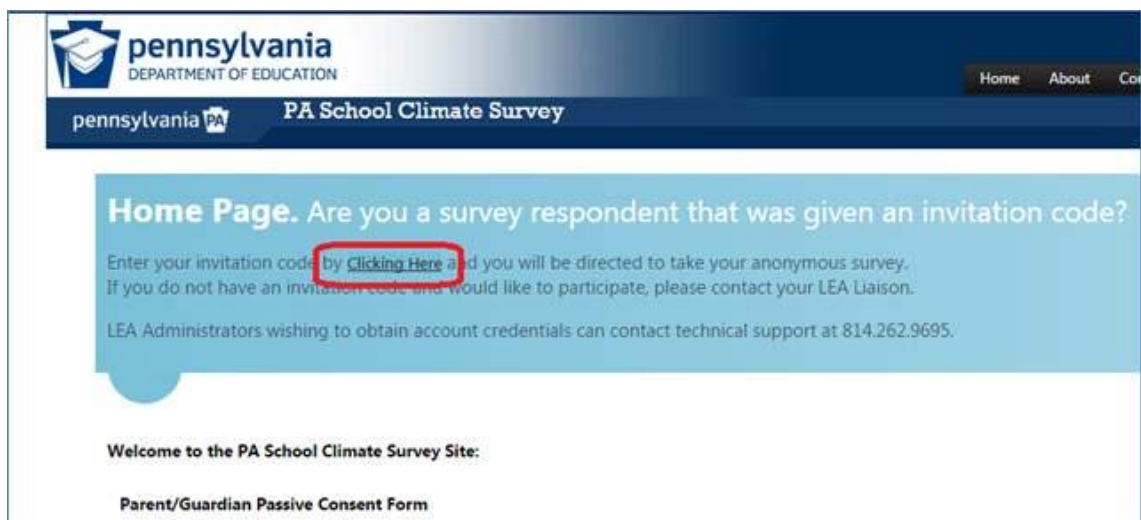 pennsylvania
DEPARTMENT OF EDUCATION
Home About
pennsylvania PA
PA School Climate Survey
Home Page. Are you a survey respondent that was given an invitation code?
Enter your invitation code by Clicking Here and you will be directed to take your anonymous survey.
If you do not have an invitation code and would like to participate, please contact your LEA Liaison.
LEA Administrators wishing to obtain account credentials can contact technical support at 814.262.9695.
Welcome to the PA School Climate Survey Site:
Parent/Guardian Passive Consent Form